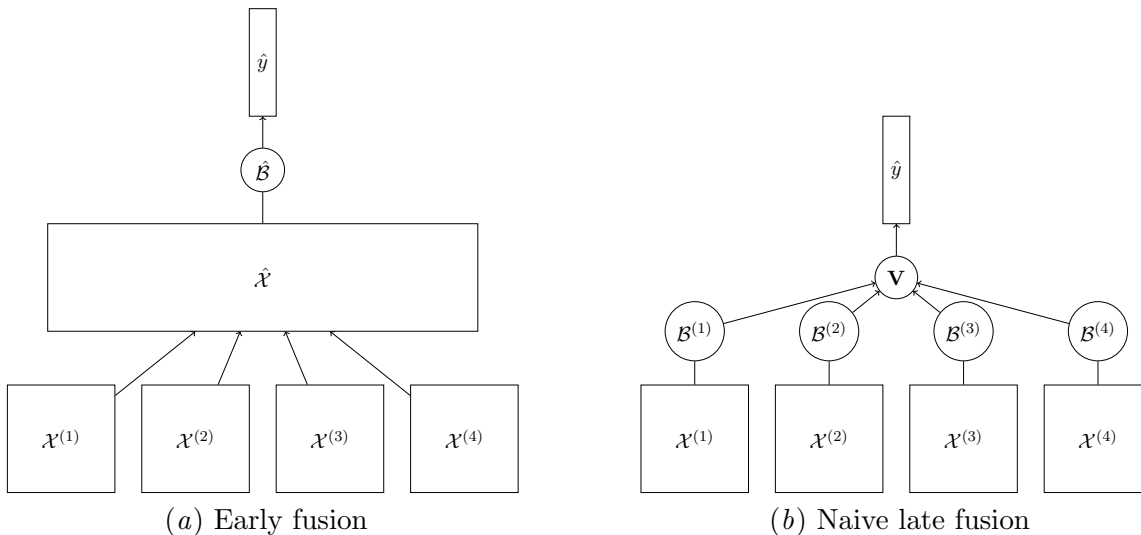 ŷ
ℬ̂
𝒳̂
𝒳⁽¹⁾ 𝒳⁽²⁾ 𝒳⁽³⁾ 𝒳⁽⁴⁾
(a) Early fusion
ŷ
V
ℬ⁽¹⁾ ℬ⁽²⁾ ℬ⁽³⁾ ℬ⁽⁴⁾
𝒳⁽¹⁾ 𝒳⁽²⁾ 𝒳⁽³⁾ 𝒳⁽⁴⁾
(b) Naive late fusion